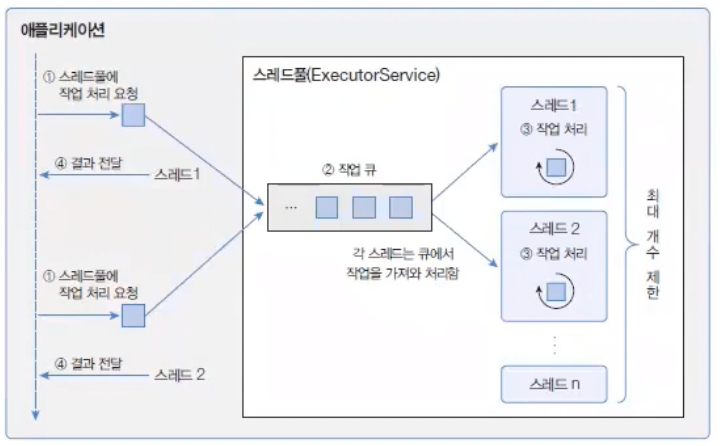 애플리케이션
① 스레드풀에
작업 처리 요청
④ 결과 전달
스레드1
① 스레드풀에
작업 처리 요청
④ 결과 전달
스레드 2
스레드풀(ExecutorService)
② 작업 큐
...
각 스레드는 큐에서
작업을 가져와 처리함
스레드1
③ 작업 처리
스레드 2
③ 작업 처리
⋮
스레드 n
최대 개수 제한